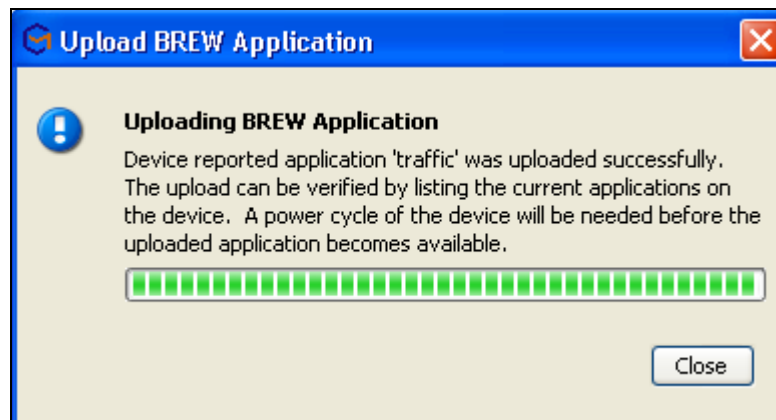 Upload BREW Application
Uploading BREW Application
Device reported application 'traffic' was uploaded successfully.
The upload can be verified by listing the current applications on
the device.  A power cycle of the device will be needed before the
uploaded application becomes available.
Close